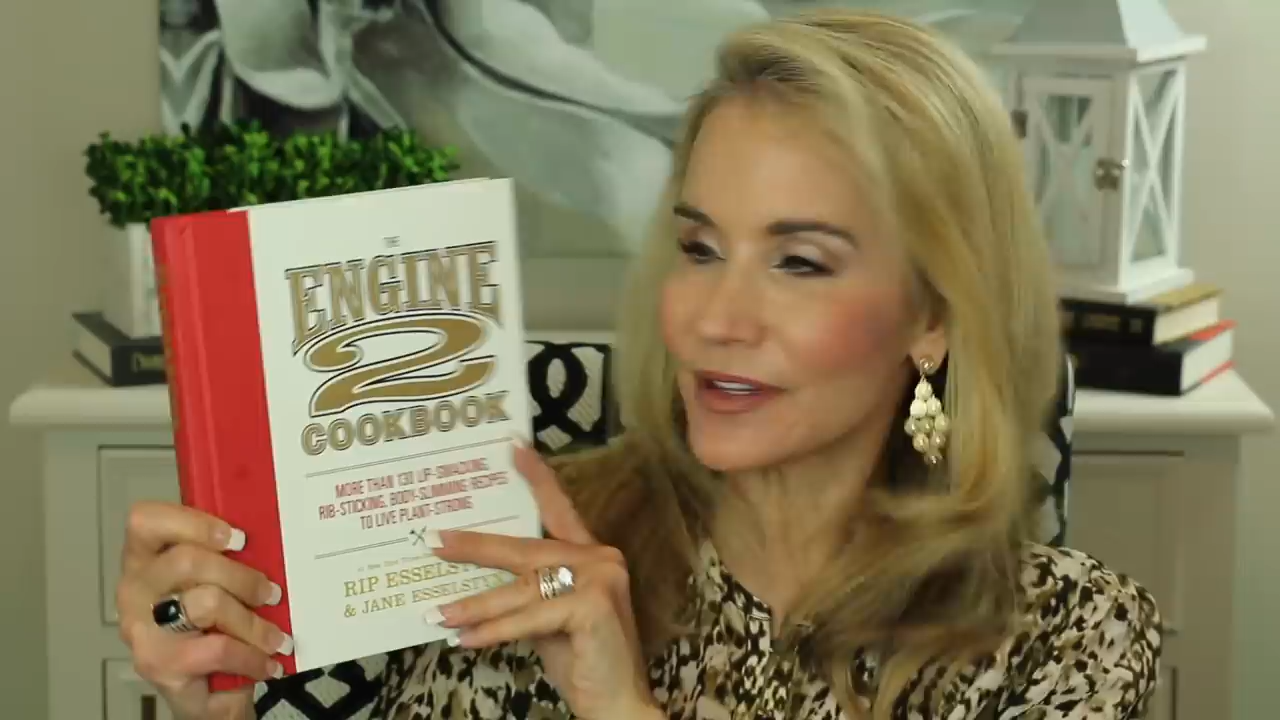 THE
ENGINE
2
COOKBOOK
MORE THAN 130 LIP-SMACKING,
RIB-STICKING, BODY-SLIMMING RECIPES
TO LIVE PLANT-STRONG
RIP ESSELSTY
& JANE ESSELSTYN